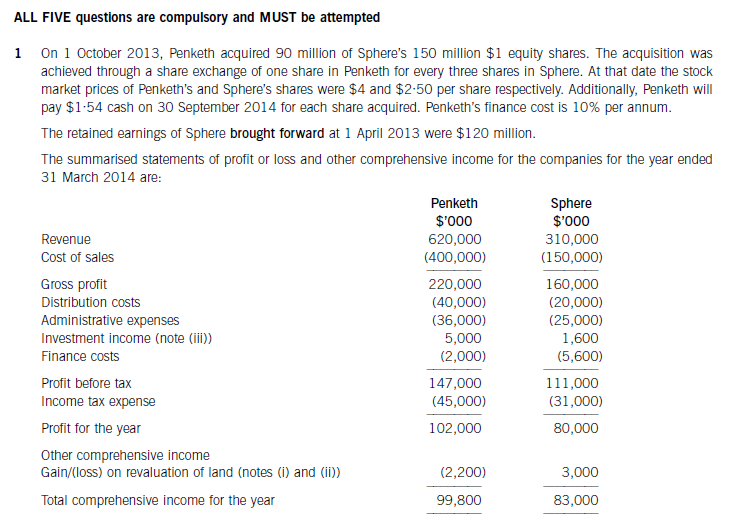 ALL FIVE questions are compulsory and MUST be attempted
1 On 1 October 2013, Penketh acquired 90 million of Sphere's 150 million $1 equity shares. The acquisition was
achieved through a share exchange of one share in Penketh for every three shares in Sphere. At that date the stock
market prices of Penketh's and Sphere's shares were $4 and $2·50 per share respectively. Additionally, Penketh will
pay $1·54 cash on 30 September 2014 for each share acquired. Penketh's finance cost is 10% per annum.
The retained earnings of Sphere brought forward at 1 April 2013 were $120 million.
The summarised statements of profit or loss and other comprehensive income for the companies for the year ended
31 March 2014 are:
Penketh Sphere
$'000 $'000
Revenue 620,000 310,000
Cost of sales (400,000) (150,000)
Gross profit 220,000 160,000
Distribution costs (40,000) (20,000)
Administrative expenses (36,000) (25,000)
Investment income (note (iii)) 5,000 1,600
Finance costs (2,000) (5,600)
Profit before tax 147,000 111,000
Income tax expense (45,000) (31,000)
Profit for the year 102,000 80,000
Other comprehensive income
Gain/(loss) on revaluation of land (notes (i) and (ii)) (2,200) 3,000
Total comprehensive income for the year 99,800 83,000